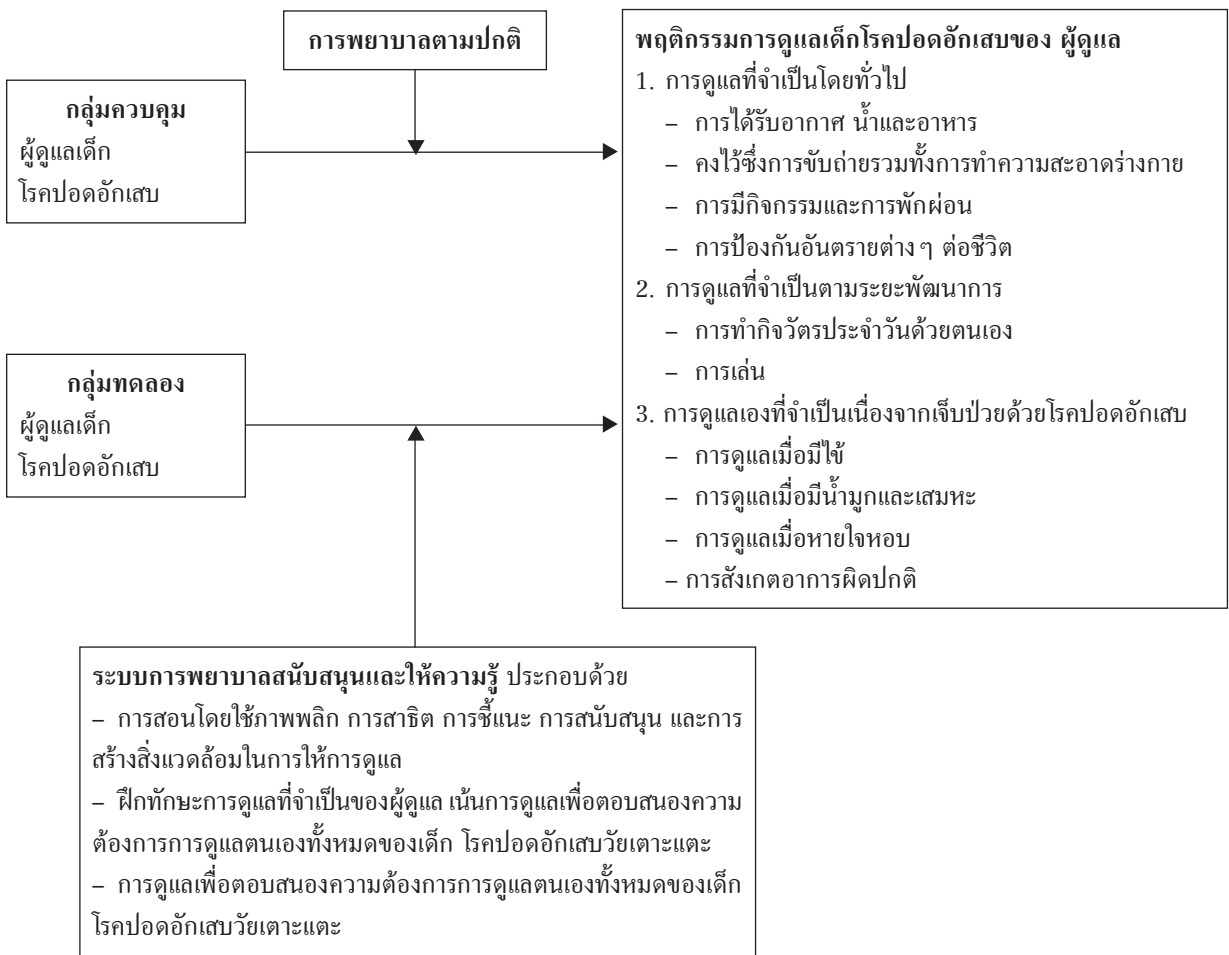 การพยาบาลตามปกติ
กลุ่มควบคุม
ผู้ดูแลเด็ก
โรคปอดอักเสบ
พฤติกรรมการดูแลเด็กโรคปอดอักเสบของ ผู้ดูแล
1. การดูแลที่จำเป็นโดยทั่วไป
– การได้รับอากาศ น้ำและอาหาร
– คงไว้ซึ่งการขับถ่ายรวมทั้งการทำความสะอาดร่างกาย
– การมีกิจกรรมและการพักผ่อน
– การป้องกันอันตรายต่าง ๆ ต่อชีวิต
2. การดูแลที่จำเป็นตามระยะพัฒนาการ
– การทำกิจวัตรประจำวันด้วยตนเอง
– การเล่น
3. การดูแลเองที่จำเป็นเนื่องจากเจ็บป่วยด้วยโรคปอดอักเสบ
– การดูแลเมื่อมีไข้
– การดูแลเมื่อมีน้ำมูกและเสมหะ
– การดูแลเมื่อหายใจหอบ
– การสังเกตอาการผิดปกติ
กลุ่มทดลอง
ผู้ดูแลเด็ก
โรคปอดอักเสบ
ระบบการพยาบาลสนับสนุนและให้ความรู้ ประกอบด้วย
– การสอนโดยใช้ภาพพลิก การสาธิต การชี้แนะ การสนับสนุน และการ
สร้างสิ่งแวดล้อมในการให้การดูแล
– ฝึกทักษะการดูแลที่จำเป็นของผู้ดูแล เน้นการดูแลเพื่อตอบสนองความ
ต้องการการดูแลตนเองทั้งหมดของเด็ก โรคปอดอักเสบวัยเตาะแตะ
– การดูแลเพื่อตอบสนองความต้องการการดูแลตนเองทั้งหมดของเด็ก
โรคปอดอักเสบวัยเตาะแตะ